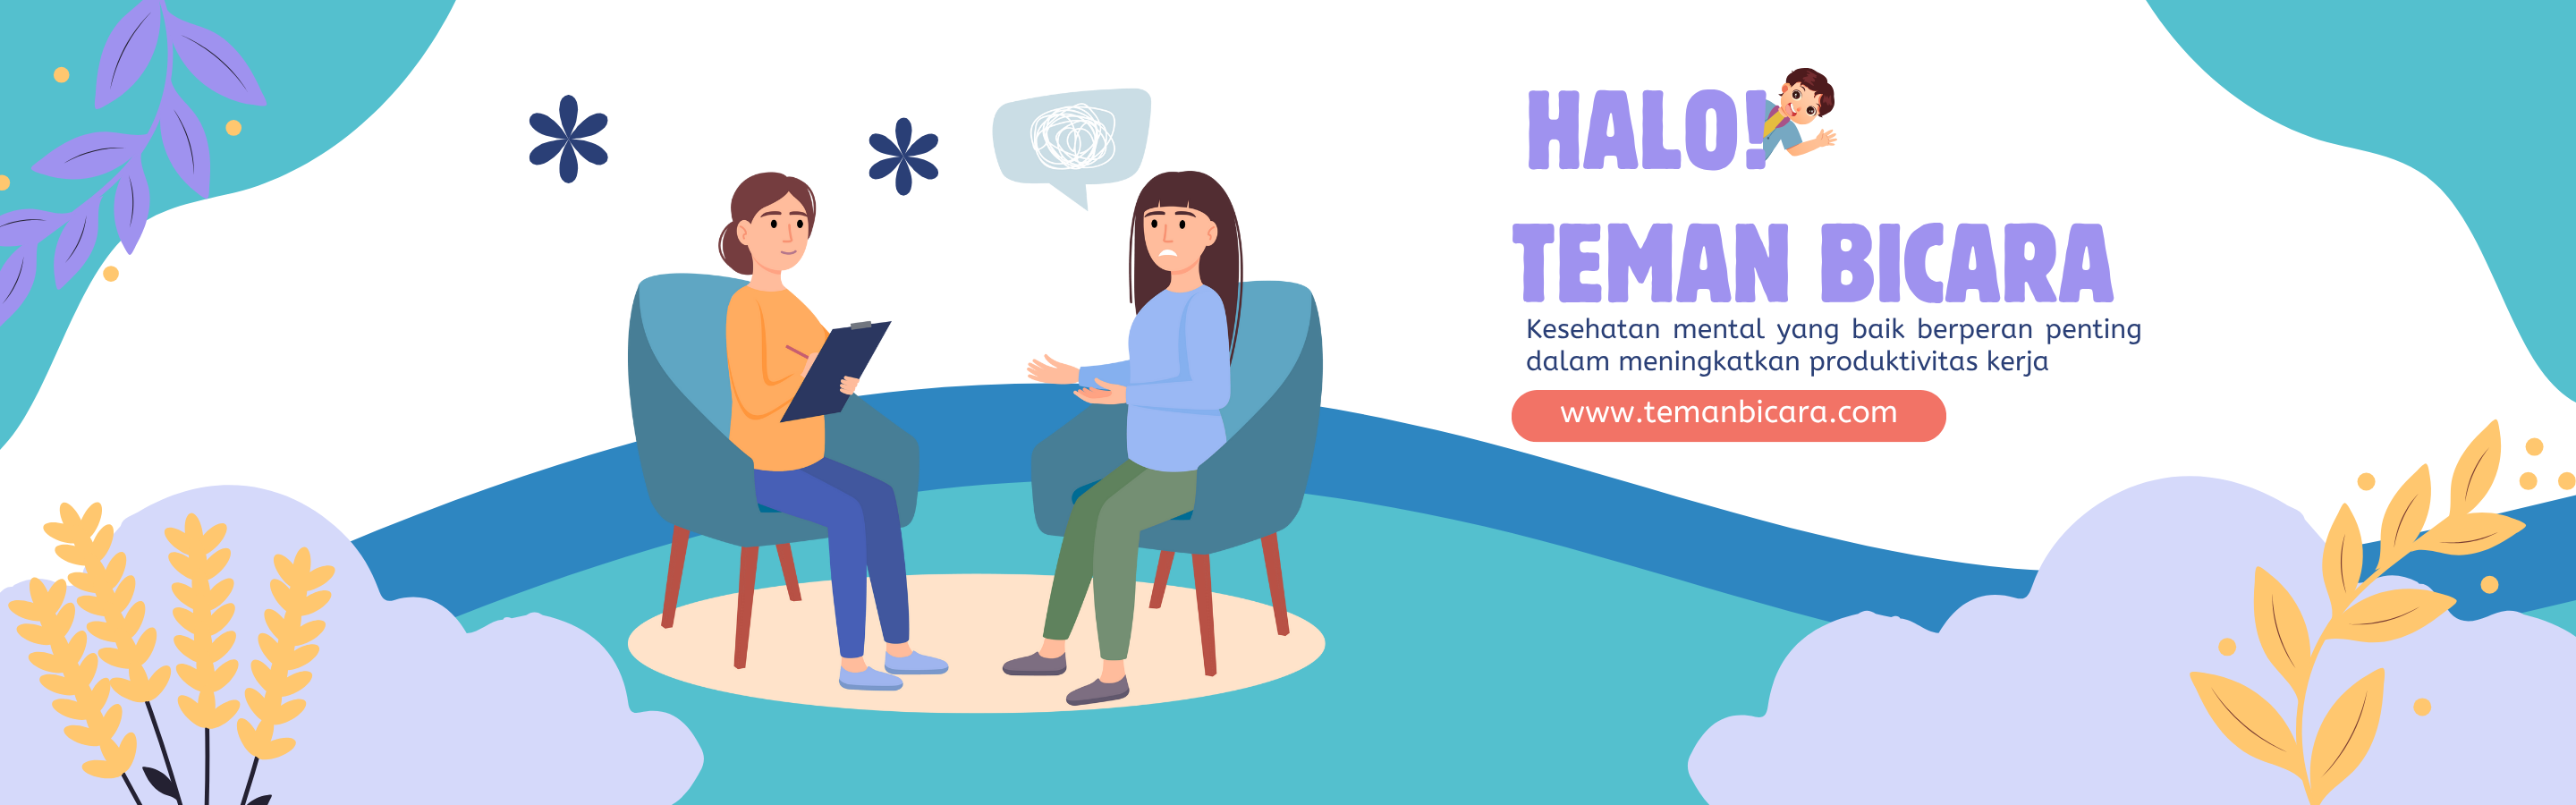 HALO!
TEMAN BICARA
Kesehatan mental yang baik berperan penting
dalam meningkatkan produktivitas kerja
www.temanbicara.com